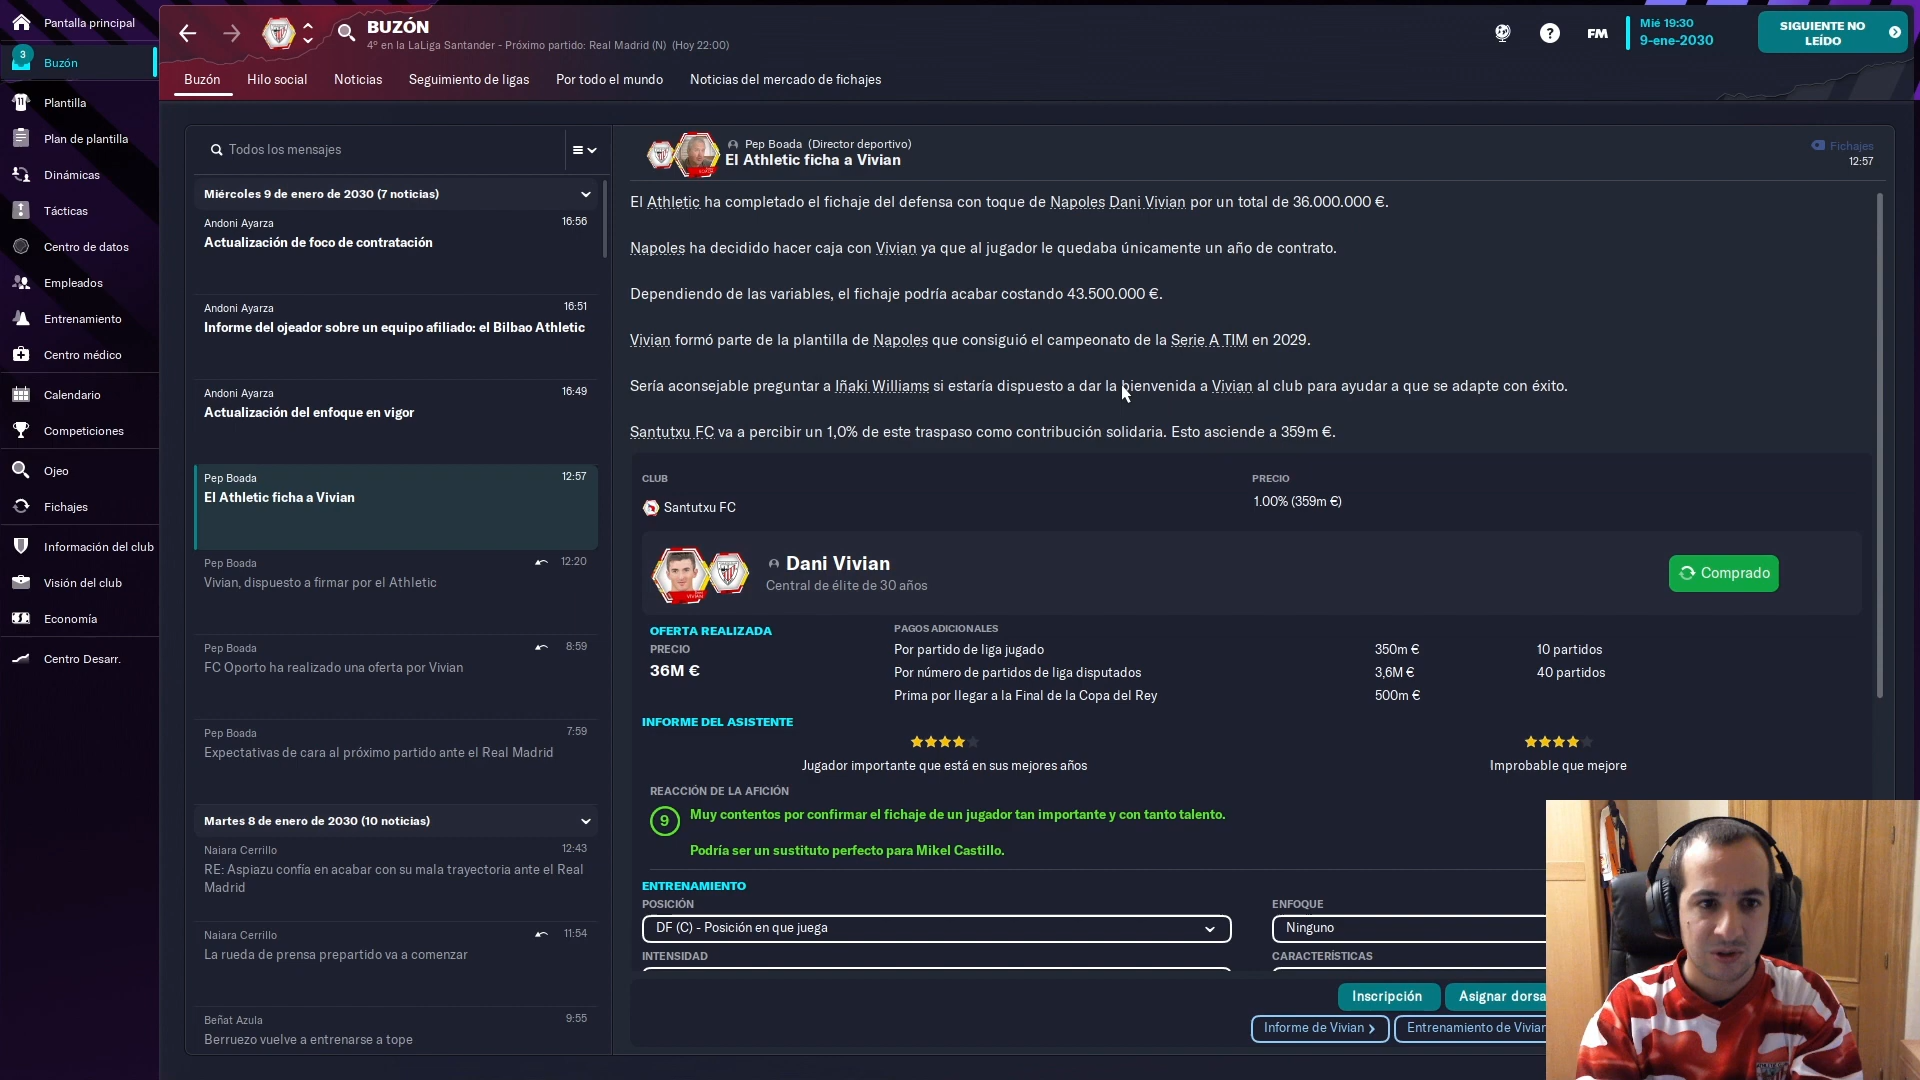 Pantalla principal
3
Buzón
Plantilla
Plan de plantilla
Dinámicas
Tácticas
Centro de datos
Empleados
Entrenamiento
Centro médico
Calendario
Competiciones
Ojeo
Fichajes
Información del club
Visión del club
Economía
Centro Desarr.
BUZÓN
4º en la LaLiga Santander - Próximo partido: Real Madrid (N) (Hoy 22:00)
FM
Mié 19:30
9-ene-2030
SIGUIENTE NO LEÍDO
Buzón
Hilo social
Noticias
Seguimiento de ligas
Por todo el mundo
Noticias del mercado de fichajes
Todos los mensajes
Miércoles 9 de enero de 2030 (7 noticias)
Andoni Ayarza 16:56
Actualización de foco de contratación
Andoni Ayarza 16:51
Informe del ojeador sobre un equipo afiliado: el Bilbao Athletic
Andoni Ayarza 16:49
Actualización del enfoque en vigor
Pep Boada 12:57
El Athletic ficha a Vivian
Pep Boada 12:20
Vivian, dispuesto a firmar por el Athletic
Pep Boada 8:59
FC Oporto ha realizado una oferta por Vivian
Pep Boada 7:59
Expectativas de cara al próximo partido ante el Real Madrid
Martes 8 de enero de 2030 (10 noticias)
Naiara Cerrillo 12:43
RE: Aspiazu confía en acabar con su mala trayectoria ante el Real
Madrid
Naiara Cerrillo 11:54
La rueda de prensa prepartido va a comenzar
Beñat Azula 9:55
Berruezo vuelve a entrenarse a tope
Pep Boada (Director deportivo)
El Athletic ficha a Vivian
Fichajes
12:57
El Athletic ha completado el fichaje del defensa con toque de Napoles Dani Vivian por un total de 36.000.000 €.
Napoles ha decidido hacer caja con Vivian ya que al jugador le quedaba únicamente un año de contrato.
Dependiendo de las variables, el fichaje podría acabar costando 43.500.000 €.
Vivian formó parte de la plantilla de Napoles que consiguió el campeonato de la Serie A TIM en 2029.
Sería aconsejable preguntar a Iñaki Williams si estaría dispuesto a dar la bienvenida a Vivian al club para ayudar a que se adapte con éxito.
Santutxu FC va a percibir un 1,0% de este traspaso como contribución solidaria. Esto asciende a 359m €.
CLUB PRECIO
Santutxu FC 1.00% (359m €)
Dani Vivian
Central de élite de 30 años
Comprado
OFERTA REALIZADA
PRECIO
36M €
PAGOS ADICIONALES
Por partido de liga jugado 350m € 10 partidos
Por número de partidos de liga disputados 3,6M € 40 partidos
Prima por llegar a la Final de la Copa del Rey 500m €
INFORME DEL ASISTENTE
Jugador importante que está en sus mejores años
Improbable que mejore
REACCIÓN DE LA AFICIÓN
9
Muy contentos por confirmar el fichaje de un jugador tan importante y con tanto talento.
Podría ser un sustituto perfecto para Mikel Castillo.
ENTRENAMIENTO
POSICIÓN ENFOQUE
DF (C) - Posición en que juega Ninguno
INTENSIDAD CARACTERÍSTICAS
Inscripción Asignar dorsa
Informe de Vivian Entrenamiento de Vivian